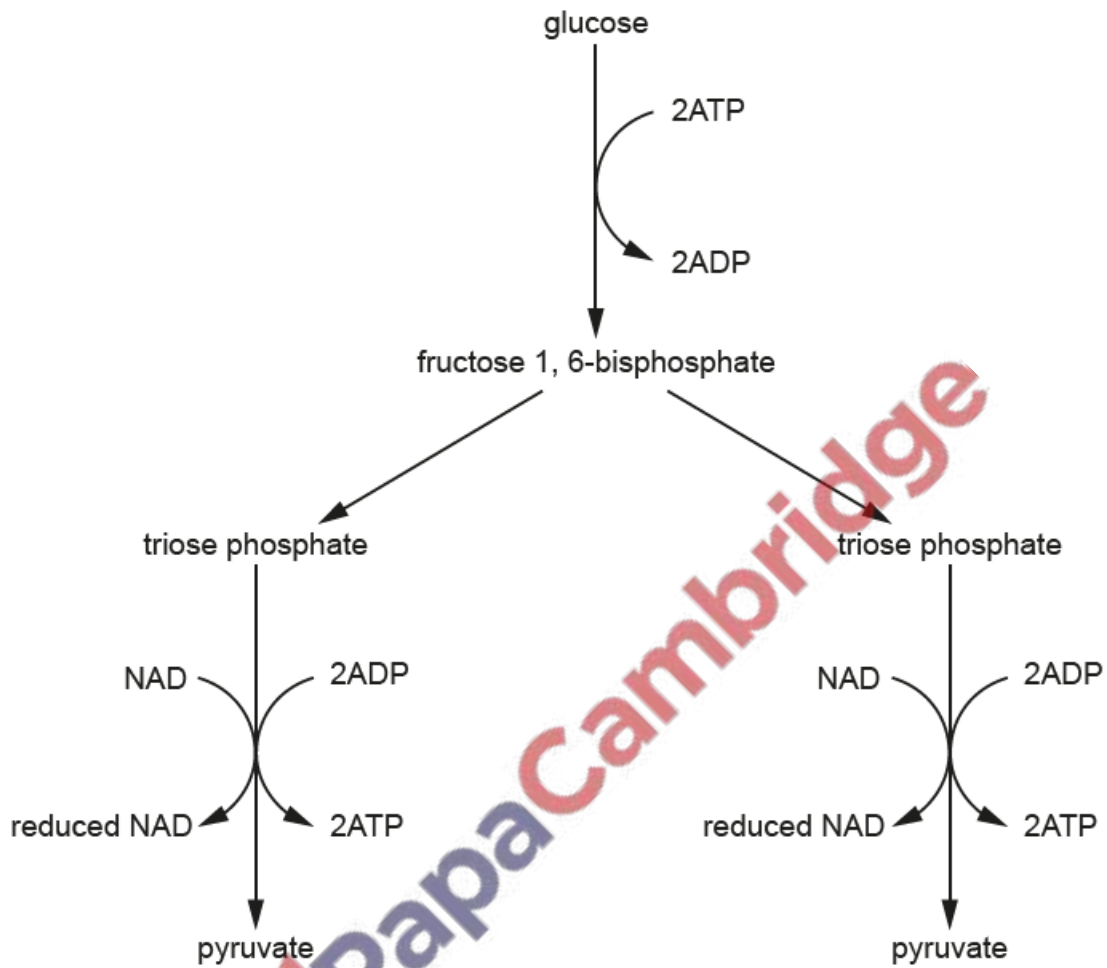 glucose
2ATP
2ADP
fructose 1, 6-bisphosphate
triose phosphate
triose phosphate
NAD
2ADP
NAD
2ADP
reduced NAD
2ATP
reduced NAD
2ATP
pyruvate
pyruvate
PapaCambridge